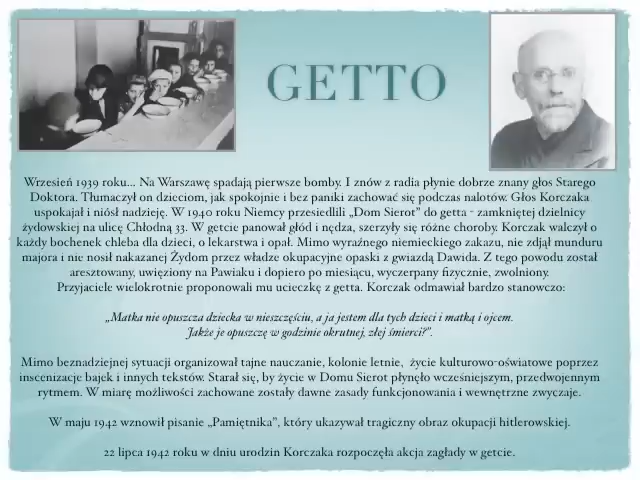 GETTO
Wrzesień 1939 roku... Na Warszawę spadają pierwsze bomby. I znów z radia płynie dobrze znany głos Starego
Doktora. Tłumaczył on dzieciom, jak spokojnie i bez paniki zachować się podczas nalotów. Głos Korczaka
uspokajał i niósł nadzieję. W 1940 roku Niemcy przesiedlili „Dom Sierot” do getta - zamkniętej dzielnicy
żydowskiej na ulicę Chłodną 33. W getcie panował głód i nędza, szerzyły się różne choroby. Korczak walczył o
każdy bochenek chleba dla dzieci, o lekarstwa i opał. Mimo wyraźnego niemieckiego zakazu, nie zdjął munduru
majora i nie nosił nakazanej Żydom przez władze okupacyjne opaski z gwiazdą Dawida. Z tego powodu został
aresztowany, uwięziony na Pawiaku i dopiero po miesiącu, wyczerpany fizycznie, zwolniony.
Przyjaciele wielokrotnie proponowali mu ucieczkę z getta. Korczak odmawiał bardzo stanowczo:
„Matka nie opuszcza dziecka w nieszczęściu, a ja jestem dla tych dzieci i matką i ojcem.
Jakże je opuszczę w godzinie okrutnej, złej śmierci?”.
Mimo beznadziejnej sytuacji organizował tajne nauczanie, kolonie letnie, życie kulturowo-oświatowe poprzez
inscenizacje bajek i innych tekstów. Starał się, by życie w Domu Sierot płynęło wcześniejszym, przedwojennym
rytmem. W miarę możliwości zachowane zostały dawne zasady funkcjonowania i wewnętrzne zwyczaje.
W maju 1942 wznowił pisanie „Pamiętnika”, który ukazywał tragiczny obraz okupacji hitlerowskiej.
22 lipca 1942 roku w dniu urodzin Korczaka rozpoczęła akcja zagłady w getcie.